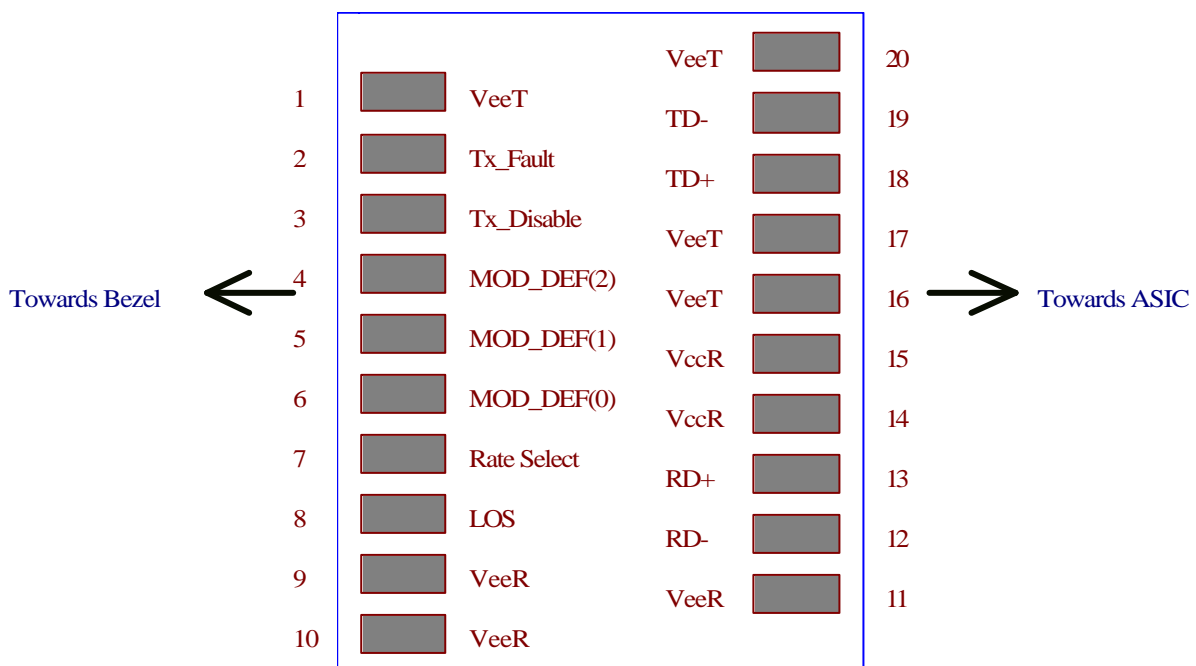 VeeT 20
1 VeeT
TD- 19
2 Tx_Fault
TD+ 18
3 Tx_Disable
VeeT 17
4 MOD_DEF(2)
Towards Bezel
VeeT 16
Towards ASIC
5 MOD_DEF(1)
VccR 15
6 MOD_DEF(0)
VccR 14
7 Rate Select
RD+ 13
8 LOS
RD- 12
9 VeeR
VeeR 11
10 VeeR